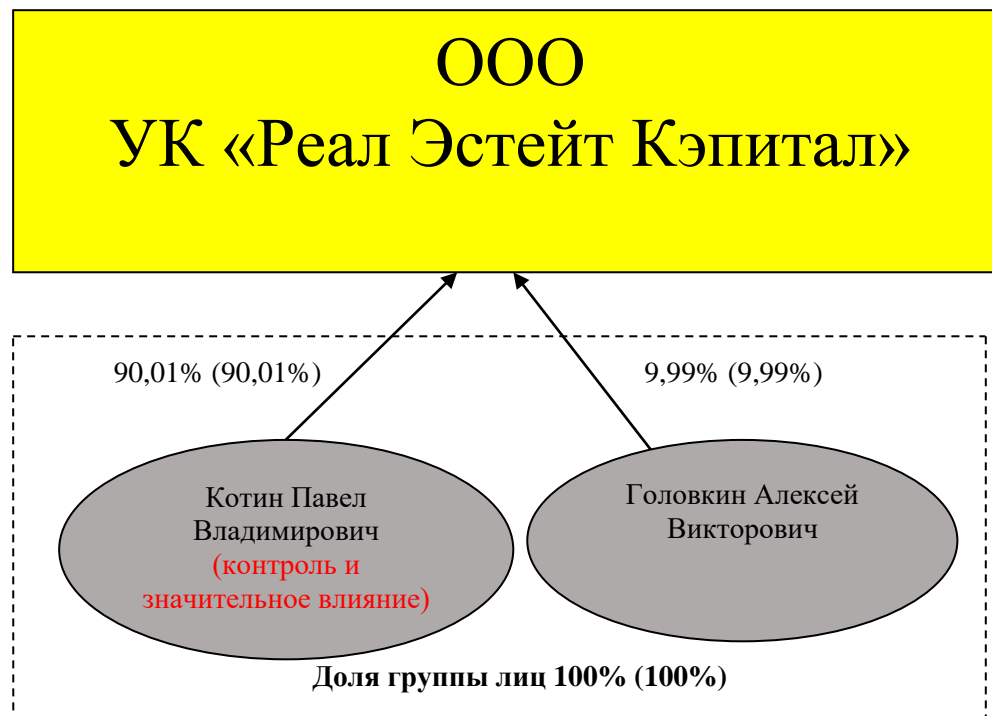 ООО
УК «Реал Эстейт Кэпитал»
90,01% (90,01%)
9,99% (9,99%)
Котин Павел
Владимирович
(контроль и
значительное влияние)
Головкин Алексей
Викторович
Доля группы лиц 100% (100%)